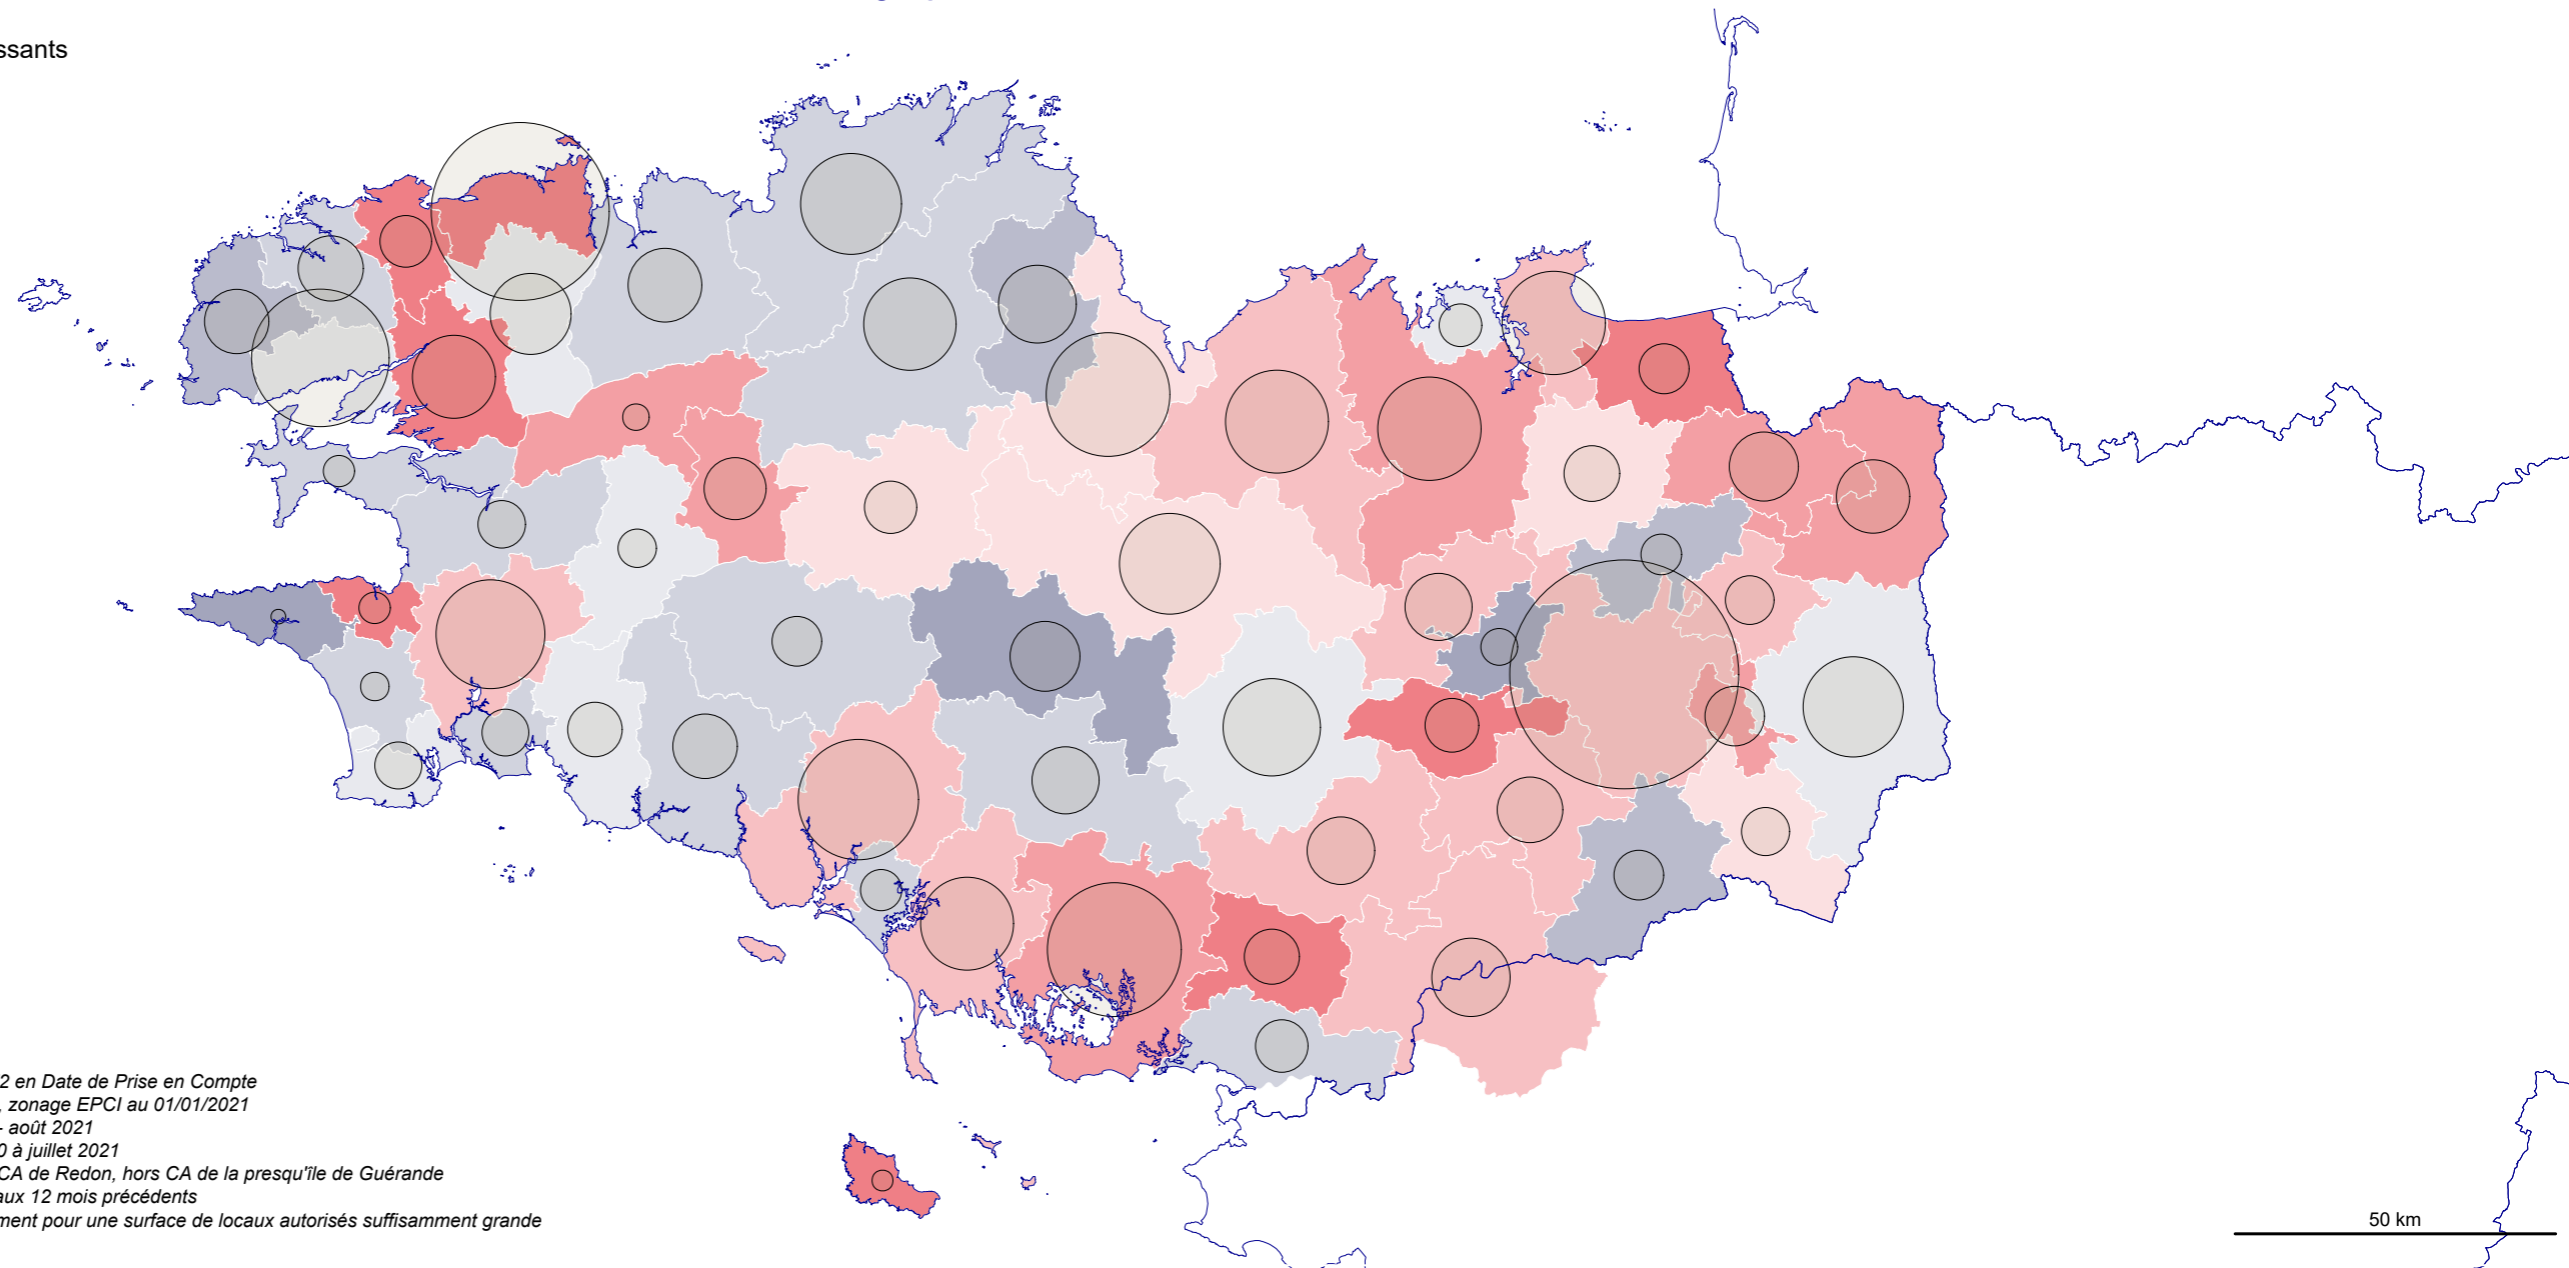 ssants
2 en Date de Prise en Compte
, zonage EPCI au 01/01/2021
- août 2021
0 à juillet 2021
CA de Redon, hors CA de la presqu'île de Guérande
aux 12 mois précédents
ment pour une surface de locaux autorisés suffisamment grande
50 km